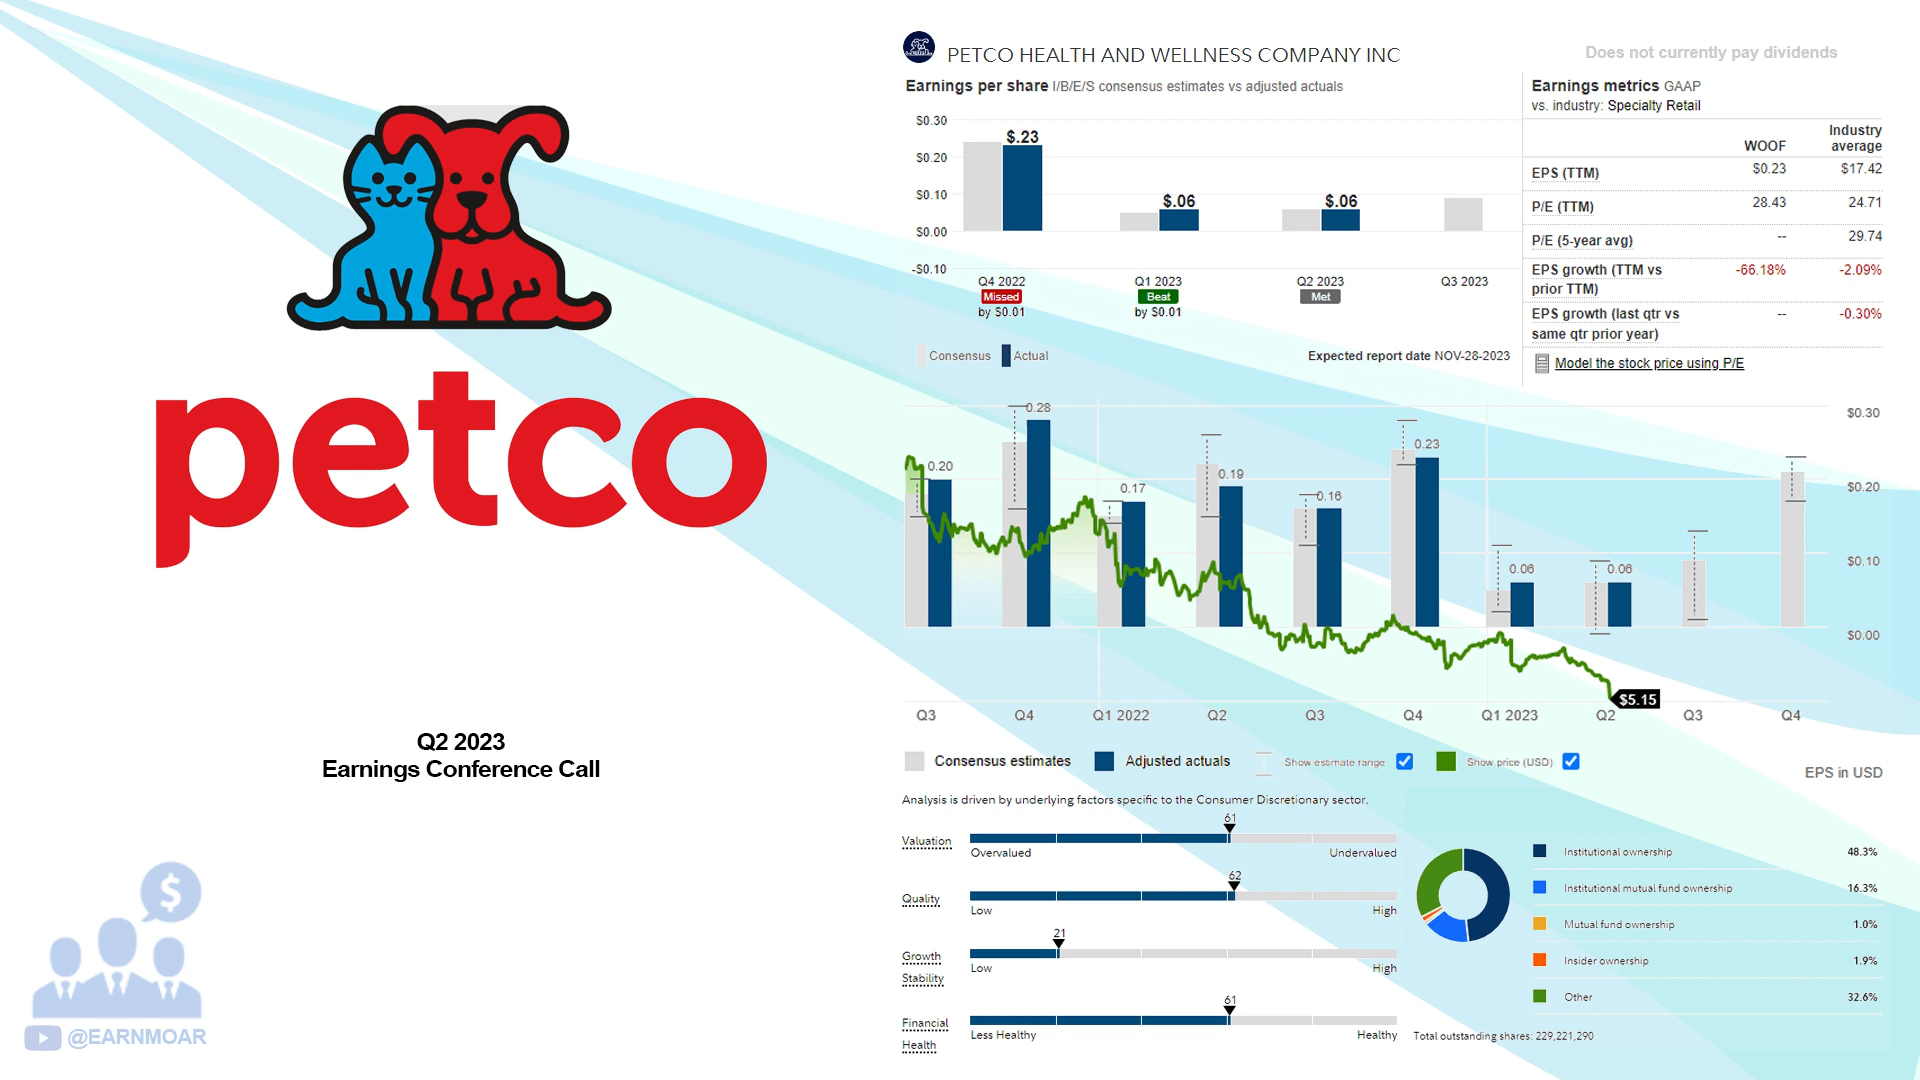 petco
Q2 2023
Earnings Conference Call
$
@EARNMOAR
PETCO HEALTH AND WELLNESS COMPANY INC
Does not currently pay dividends
Earnings per share I/B/E/S consensus estimates vs adjusted actuals
$0.30
$0.20
$0.10
$0.00
-$0.10
$.23
$.06
$.06
Q4 2022
Missed
by $0.01
Q1 2023
Beat
by $0.01
Q2 2023
Met
Q3 2023
Consensus Actual
Expected report date NOV-28-2023
Earnings metrics GAAP
vs. industry: Specialty Retail
WOOF Industry average
EPS (TTM) $0.23 $17.42
P/E (TTM) 28.43 24.71
P/E (5-year avg) -- 29.74
EPS growth (TTM vs prior TTM) -66.18% -2.09%
EPS growth (last qtr vs same qtr prior year) -- -0.30%
Model the stock price using P/E
0.20
0.28
0.17
0.19
0.16
0.23
0.06
0.06
$0.30
$0.20
$0.10
$0.00
$5.15
Q3 Q4 Q1 2022 Q2 Q3 Q4 Q1 2023 Q2 Q3 Q4
Consensus estimates Adjusted actuals Show estimate range Show price (USD)
EPS in USD
Analysis is driven by underlying factors specific to the Consumer Discretionary sector.
61
Valuation
Overvalued Undervalued
62
Quality
Low High
21
Growth Stability
Low High
61
Financial Health
Less Healthy Healthy
Institutional ownership 48.3%
Institutional mutual fund ownership 16.3%
Mutual fund ownership 1.0%
Insider ownership 1.9%
Other 32.6%
Total outstanding shares: 229,221,290